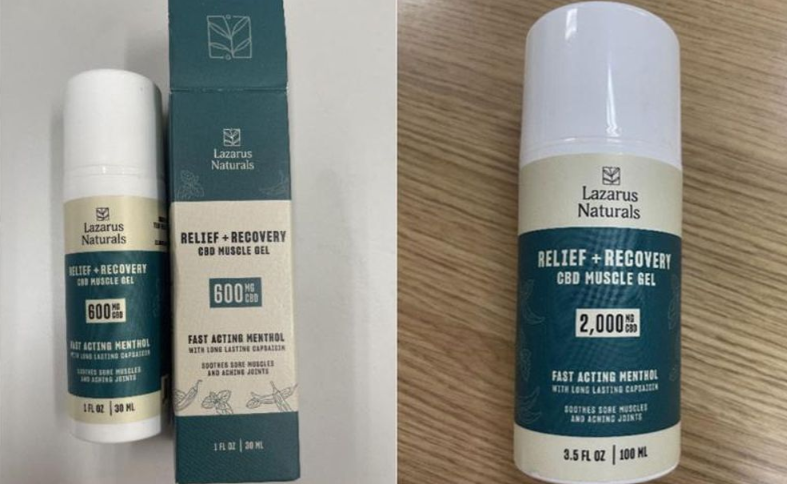 Lazarus
Naturals
RELIEF + RECOVERY
CBD MUSCLE GEL
600 MG CBD
FAST ACTING MENTHOL
WITH LONG LASTING CAPSAICIN
SOOTHES SORE MUSCLES
AND ACHING JOINTS
1 FL OZ | 30 ML
Lazarus
Naturals
RELIEF + RECOVERY
CBD MUSCLE GEL
600 MG CBD
FAST ACTING MENTHOL
WITH LONG LASTING CAPSAICIN
SOOTHES SORE MUSCLES
AND ACHING JOINTS
1 FL OZ | 30 ML
Lazarus
Naturals
RELIEF + RECOVERY
CBD MUSCLE GEL
2,000 MG CBD
FAST ACTING MENTHOL
WITH LONG LASTING CAPSAICIN
SOOTHES SORE MUSCLES
AND ACHING JOINTS
3.5 FL OZ | 100 ML